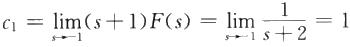 c₁ = lim_{s→−1} (s+1)F(s) = lim_{s→−1} 1/(s+2) = 1